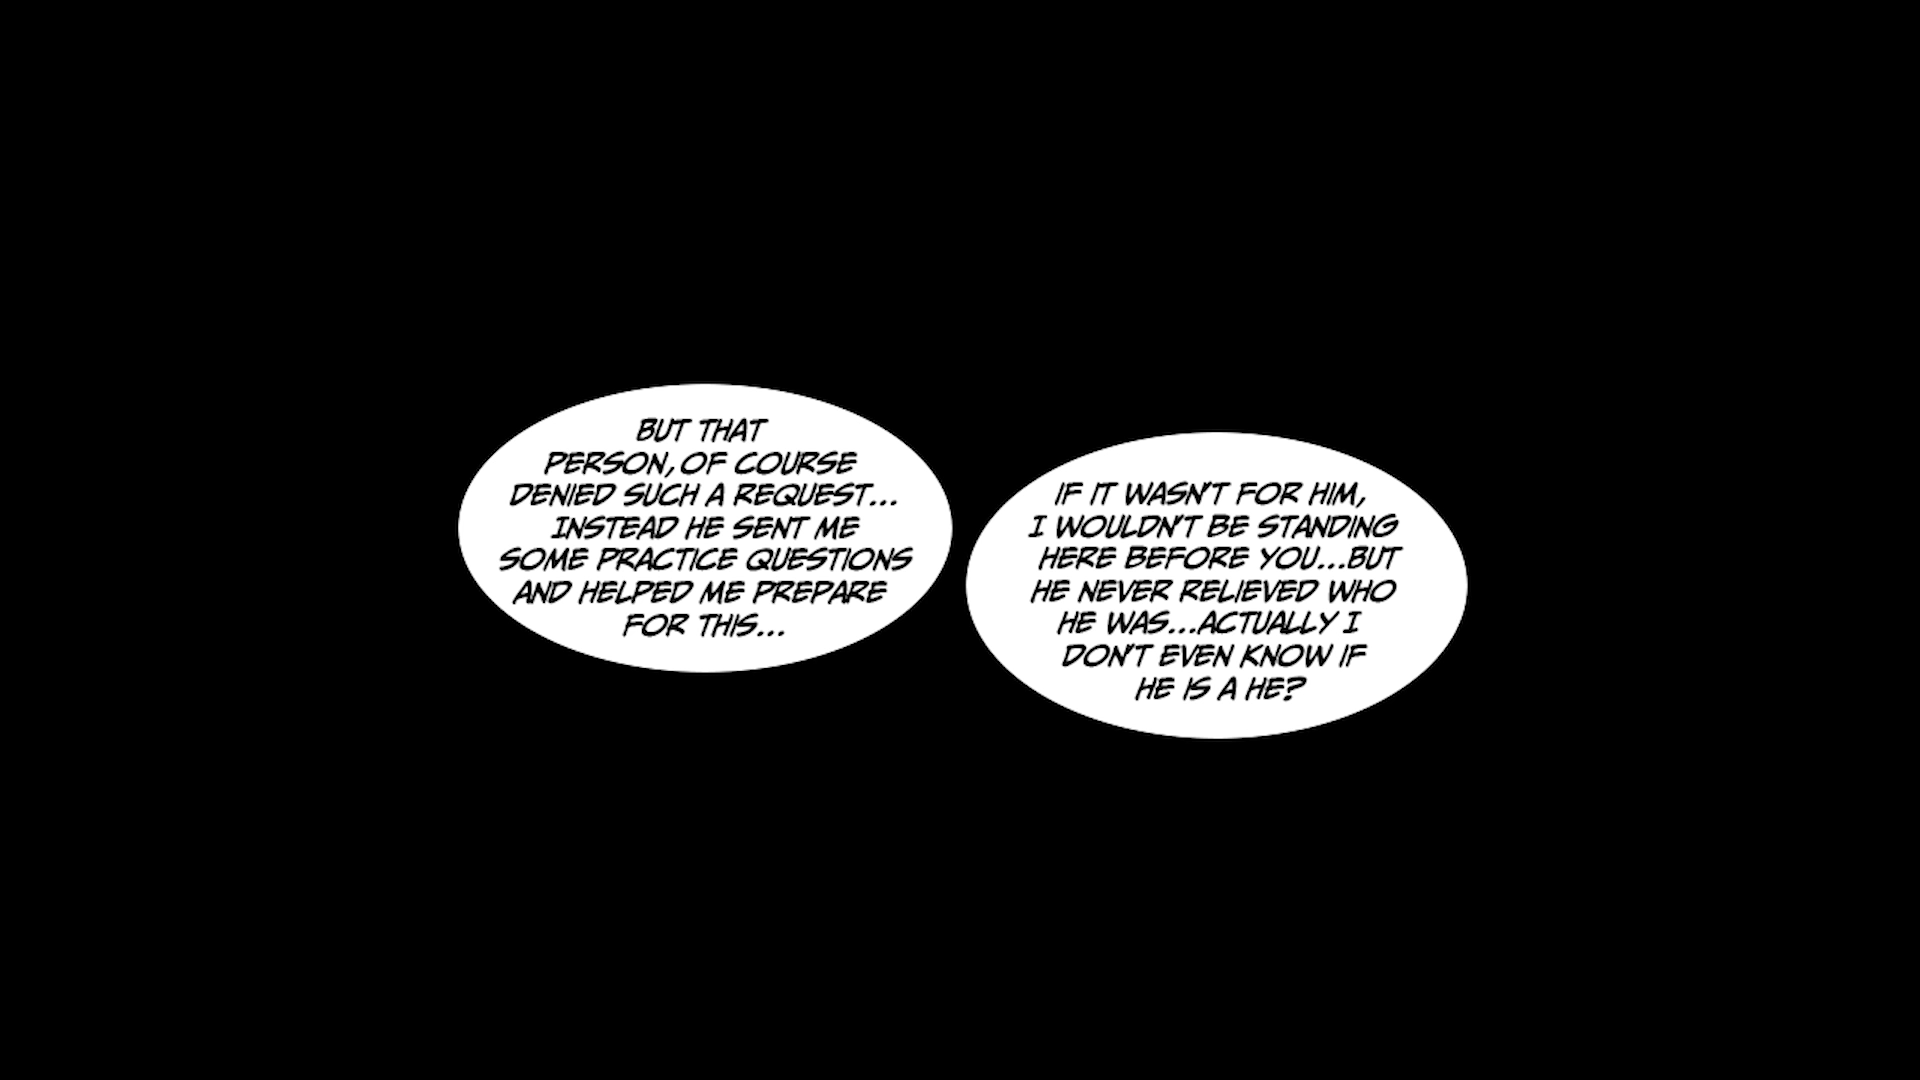 BUT THAT
PERSON, OF COURSE
DENIED SUCH A REQUEST...
INSTEAD HE SENT ME
SOME PRACTICE QUESTIONS
AND HELPED ME PREPARE
FOR THIS...
IF IT WASN'T FOR HIM,
I WOULDN'T BE STANDING
HERE BEFORE YOU...BUT
HE NEVER RELIEVED WHO
HE WAS...ACTUALLY I
DON'T EVEN KNOW IF
HE IS A HE?